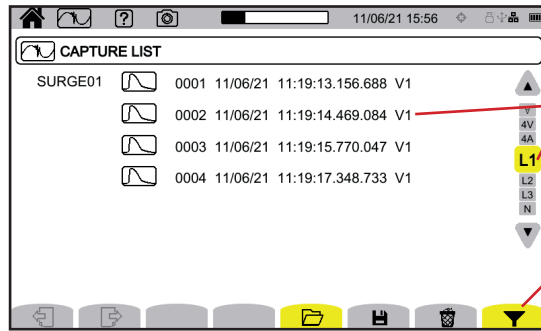 ? 11/06/21 15:56
CAPTURE LIST
SURGE01 0001 11/06/21 11:19:13.156.688 V1
0002 11/06/21 11:19:14.469.084 V1
0003 11/06/21 11:19:15.770.047 V1
0004 11/06/21 11:19:17.348.733 V1
∀
4V
4A
L1
L2
L3
N